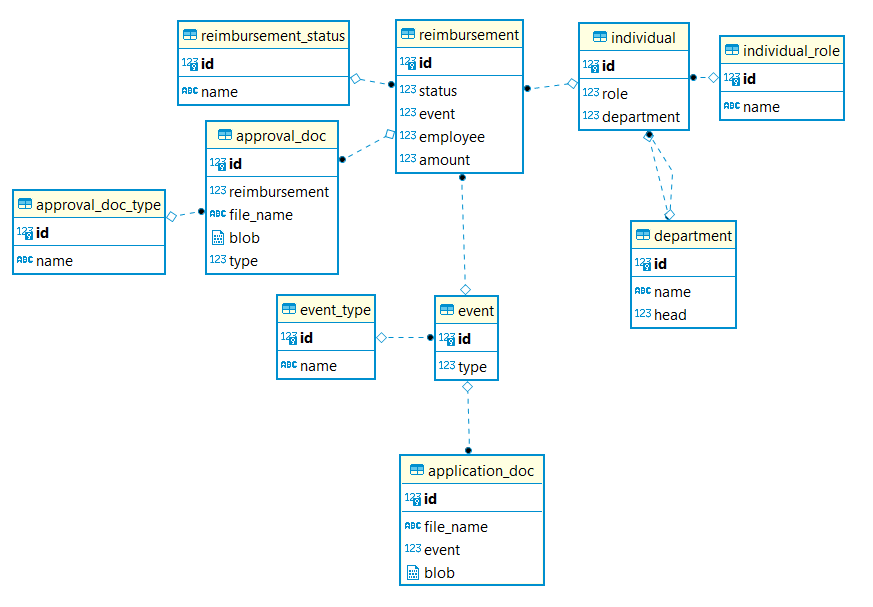 reimbursement_status
123 id
ABC name
reimbursement
123 id
123 status
123 event
123 employee
123 amount
individual
123 id
123 role
123 department
individual_role
123 id
ABC name
approval_doc
123 id
123 reimbursement
ABC file_name
blob
123 type
approval_doc_type
123 id
ABC name
department
123 id
ABC name
123 head
event_type
123 id
ABC name
event
123 id
123 type
application_doc
123 id
ABC file_name
123 event
blob